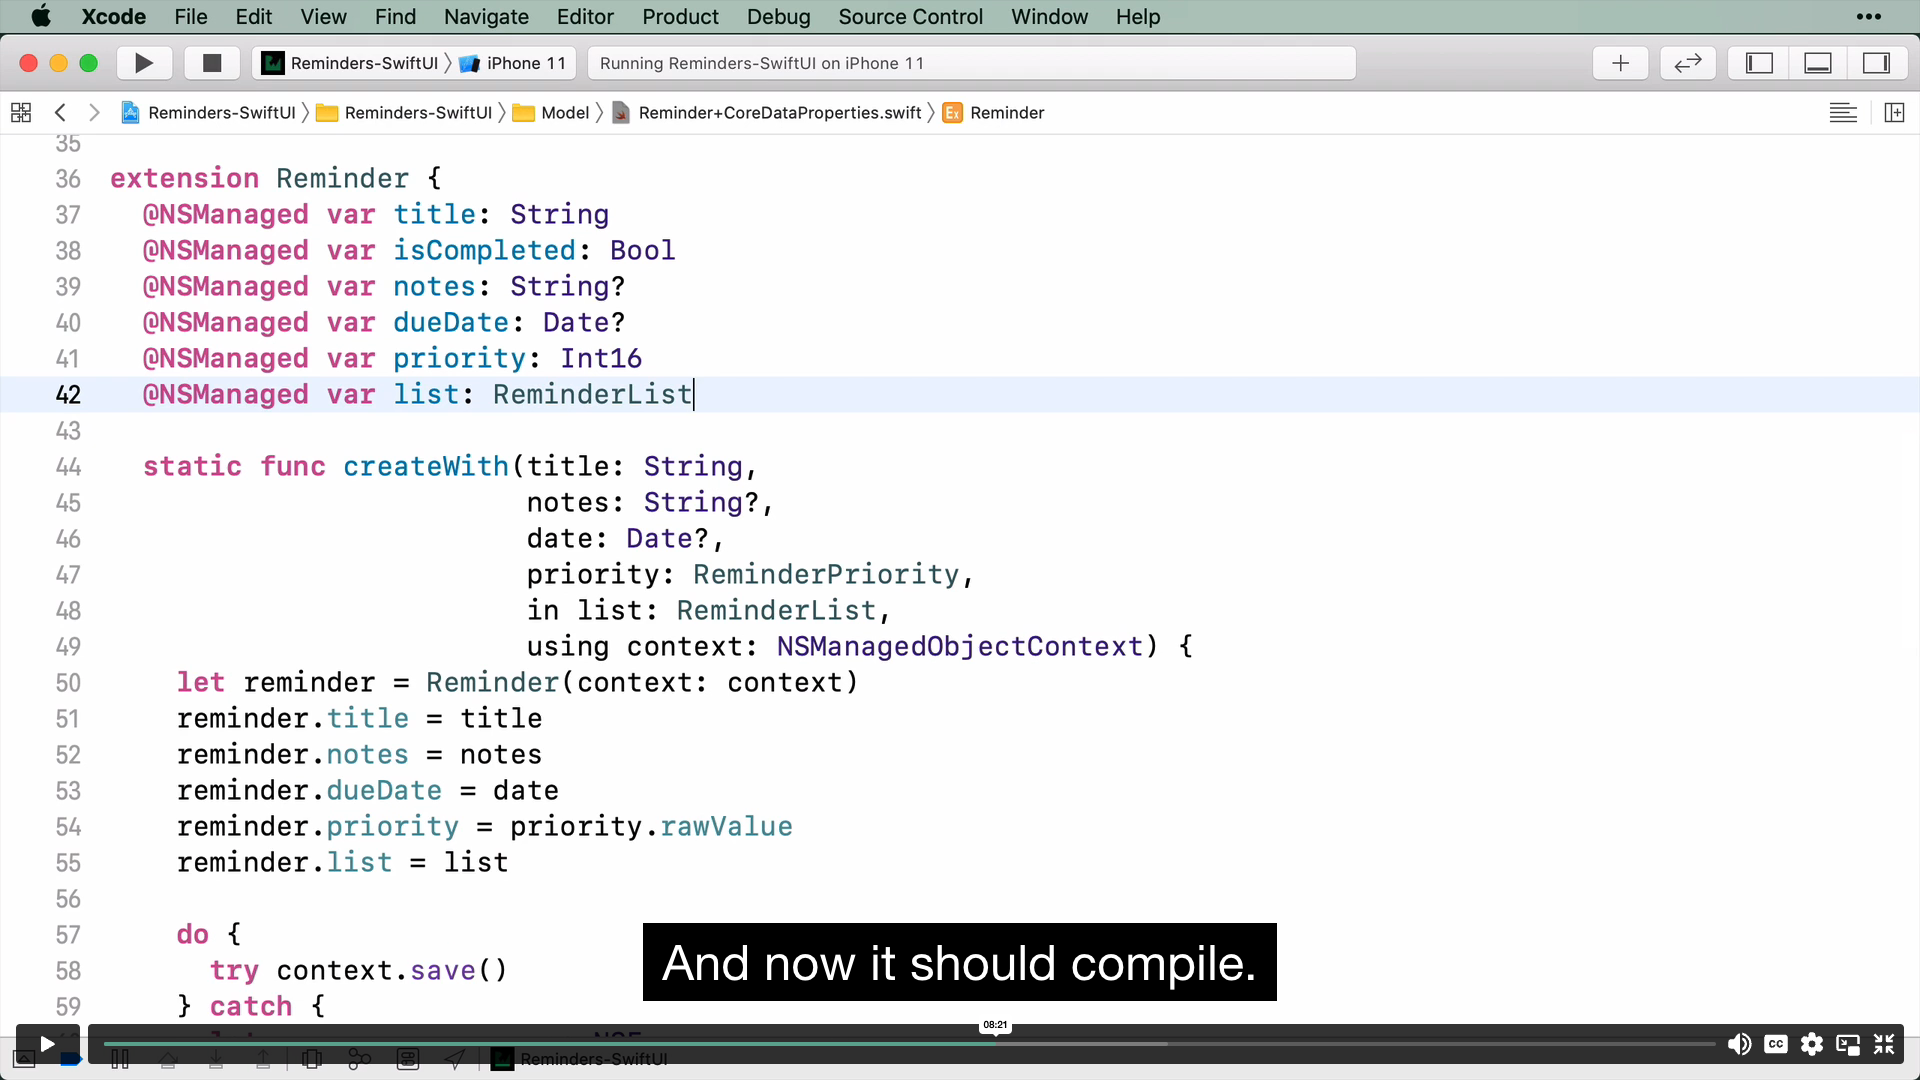 Xcode File Edit View Find Navigate Editor Product Debug Source Control Window Help
Reminders-SwiftUI iPhone 11 Running Reminders-SwiftUI on iPhone 11
Reminders-SwiftUI Reminders-SwiftUI Model Reminder+CoreDataProperties.swift Ex Reminder
35
36 extension Reminder {
37 @NSManaged var title: String
38 @NSManaged var isCompleted: Bool
39 @NSManaged var notes: String?
40 @NSManaged var dueDate: Date?
41 @NSManaged var priority: Int16
42 @NSManaged var list: ReminderList
43
44 static func createWith(title: String,
45 notes: String?,
46 date: Date?,
47 priority: ReminderPriority,
48 in list: ReminderList,
49 using context: NSManagedObjectContext) {
50 let reminder = Reminder(context: context)
51 reminder.title = title
52 reminder.notes = notes
53 reminder.dueDate = date
54 reminder.priority = priority.rawValue
55 reminder.list = list
56
57 do {
58 try context.save()
59 } catch {
And now it should compile.
08:21
CC
Reminders-SwiftUI